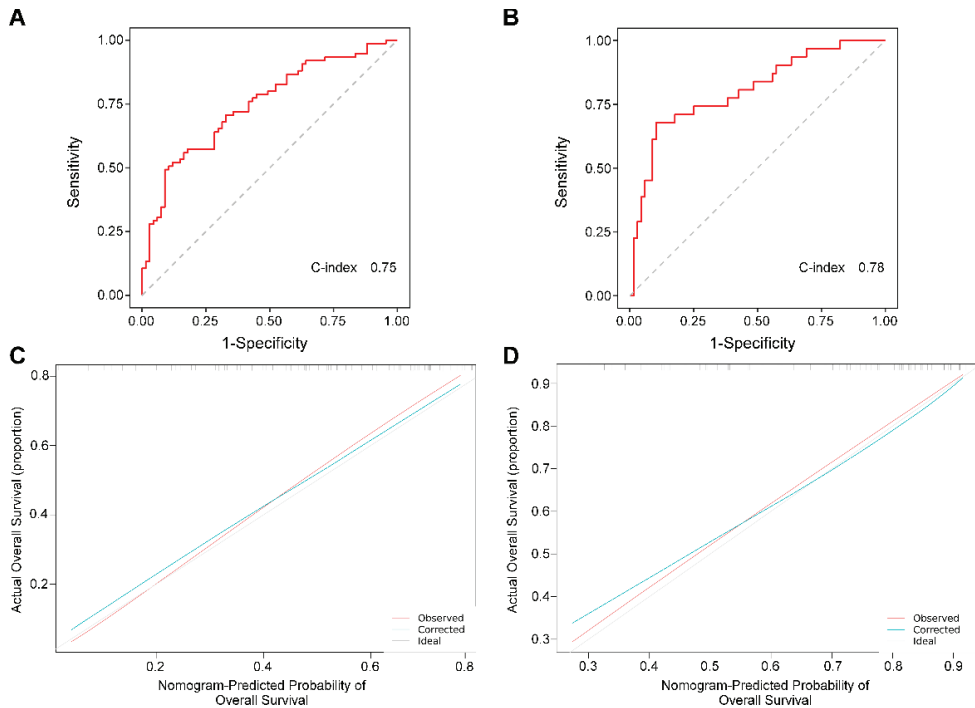 A
Sensitivity
1.00
0.75
0.50
0.25
0.00
C-index 0.75
0.00 0.25 0.50 0.75 1.00
1-Specificity
B
Sensitivity
1.00
0.75
0.50
0.25
0.00
C-index 0.78
0.00 0.25 0.50 0.75 1.00
1-Specificity
C
Actual Overall Survival (proportion)
0.8
0.6
0.4
0.2
Observed
Corrected
Ideal
0.2 0.4 0.6 0.8
Nomogram-Predicted Probability of
Overall Survival
D
Actual Overall Survival (proportion)
0.9
0.8
0.7
0.6
0.5
0.4
0.3
Observed
Corrected
Ideal
0.3 0.4 0.5 0.6 0.7 0.8 0.9
Nomogram-Predicted Probability of
Overall Survival